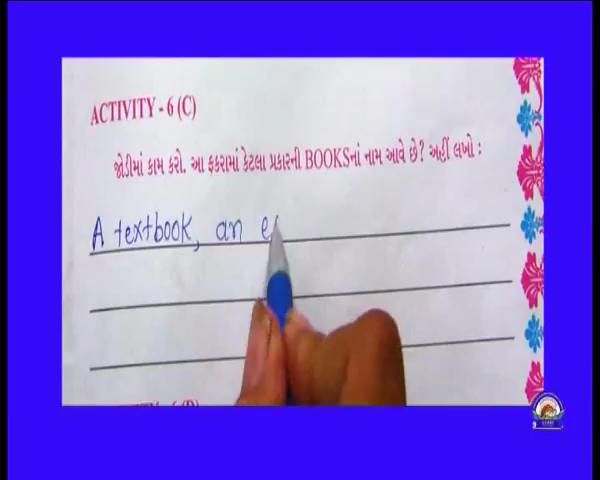 ACTIVITY - 6 (C)
જોડીમાં કામ કરો. આ ફકરામાં કેટલા પ્રકારની BOOKSનાં નામ આવે છે? અહીં લખો :
A textbook, an e